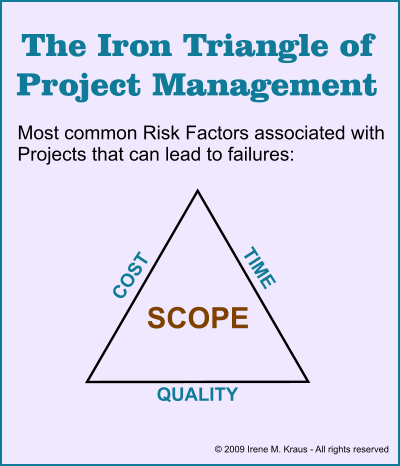 The Iron Triangle of
Project Management
Most common Risk Factors associated with
Projects that can lead to failures:
COST
TIME
SCOPE
QUALITY
© 2009 Irene M. Kraus - All rights reserved